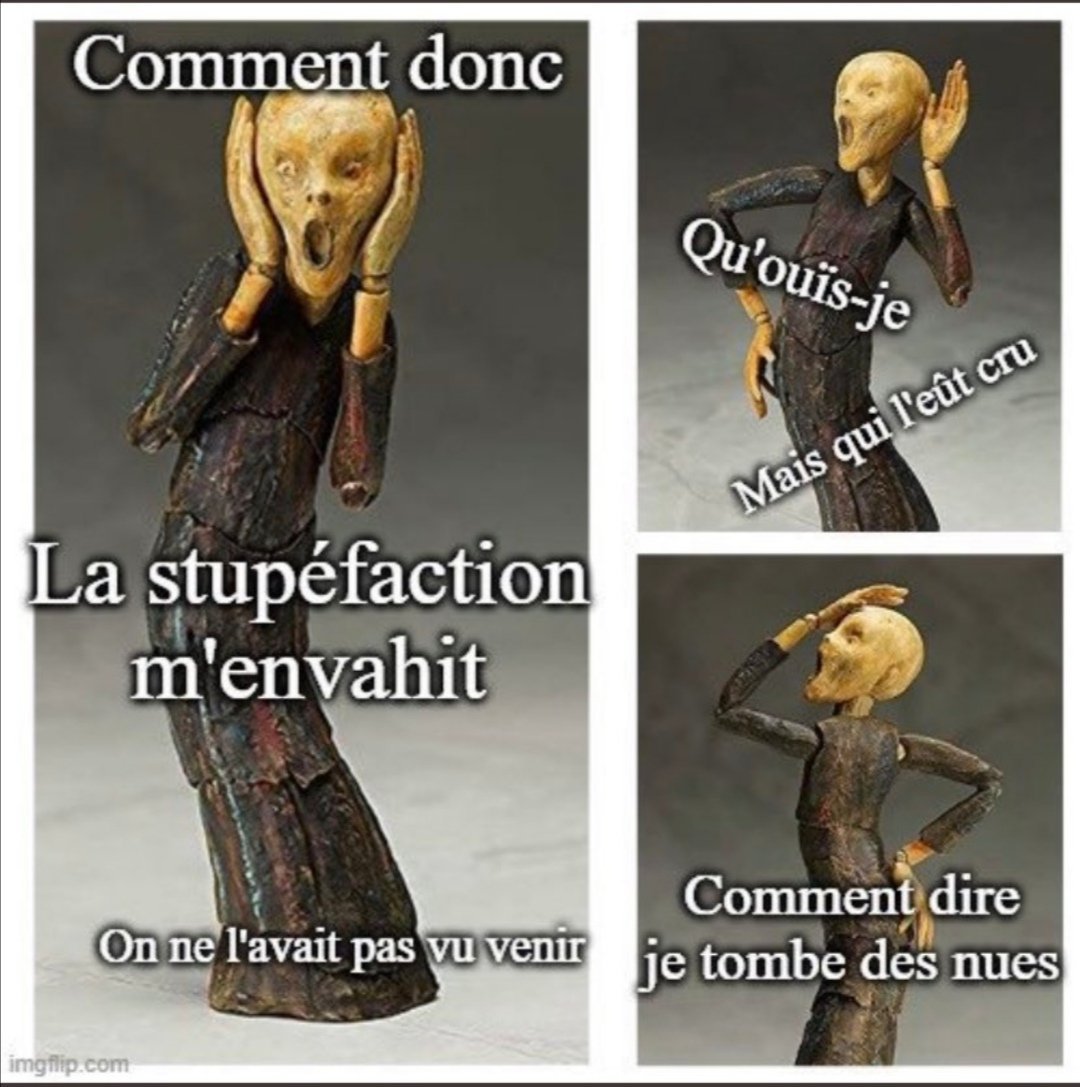 Comment donc
La stupéfaction
m'envahit
On ne l'avait pas vu venir
Qu'ouïs-je
Mais qui l'eût cru
Comment dire
je tombe des nues
imgflip.com